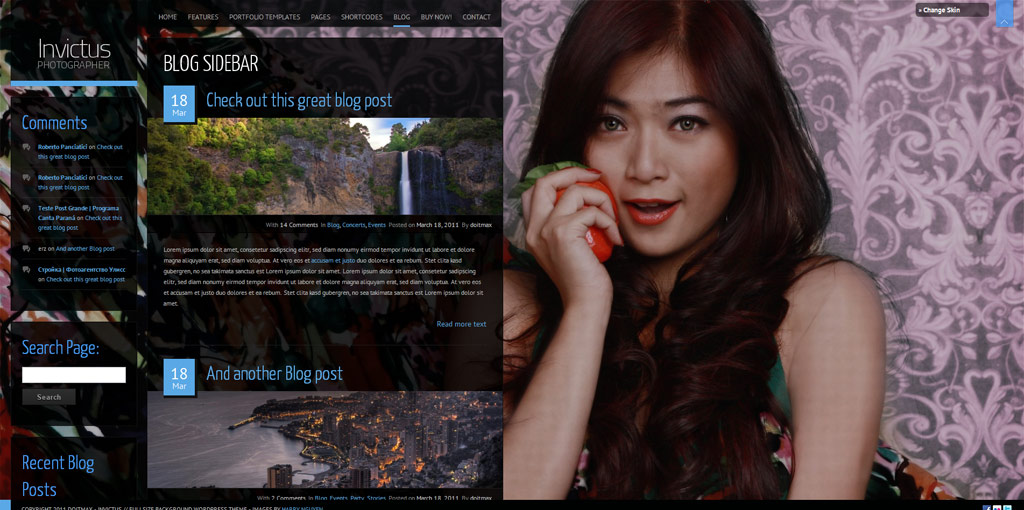 HOME FEATURES PORTFOLIO TEMPLATES PAGES SHORTCODES BLOG BUY NOW! CONTACT
» Change Skin
Invictus
PHOTOGRAPHER
Comments
Roberto Panciatici on Check out
this great blog post
Roberto Panciatici on Check out
this great blog post
Teste Post Grande | Programa
Canta Paraná on Check out this
great blog post
erz on And another Blog post
Стройка | Фотоагентство Улисс
on Check out this great blog post
Search Page:
Search
Recent Blog
Posts
BLOG SIDEBAR
18
Mar
Check out this great blog post
With 14 Comments In Blog, Concerts, Events Posted on March 18, 2011 By doitmax
Lorem ipsum dolor sit amet, consetetur sadipscing elitr, sed diam nonumy eirmod tempor invidunt ut labore et dolore
magna aliquyam erat, sed diam voluptua. At vero eos et accusam et justo duo dolores et ea rebum. Stet clita kasd
gubergren, no sea takimata sanctus est Lorem ipsum dolor sit amet. Lorem ipsum dolor sit amet, consetetur sadipscing
elitr, sed diam nonumy eirmod tempor invidunt ut labore et dolore magna aliquyam erat, sed diam voluptua. At vero eos
et accusam et justo duo dolores et ea rebum. Stet clita kasd gubergren, no sea takimata sanctus est Lorem ipsum dolor sit
amet.
Read more text
18
Mar
And another Blog post
With 2 Comments In Blog, Events, Party, Stories Posted on March 18, 2011 By doitmax
COPYRIGHT 2011 DOITMAX - INVICTUS // FULLSIZE BACKGROUND WORDPRESS THEME - IMAGES BY HARRY NGUYEN